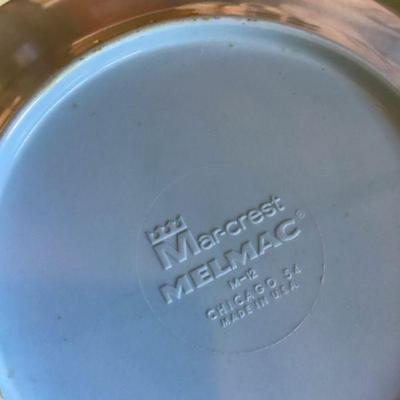 Mar-crest
MELMAC®
M-12
CHICAGO 54
MADE IN U.S.A.